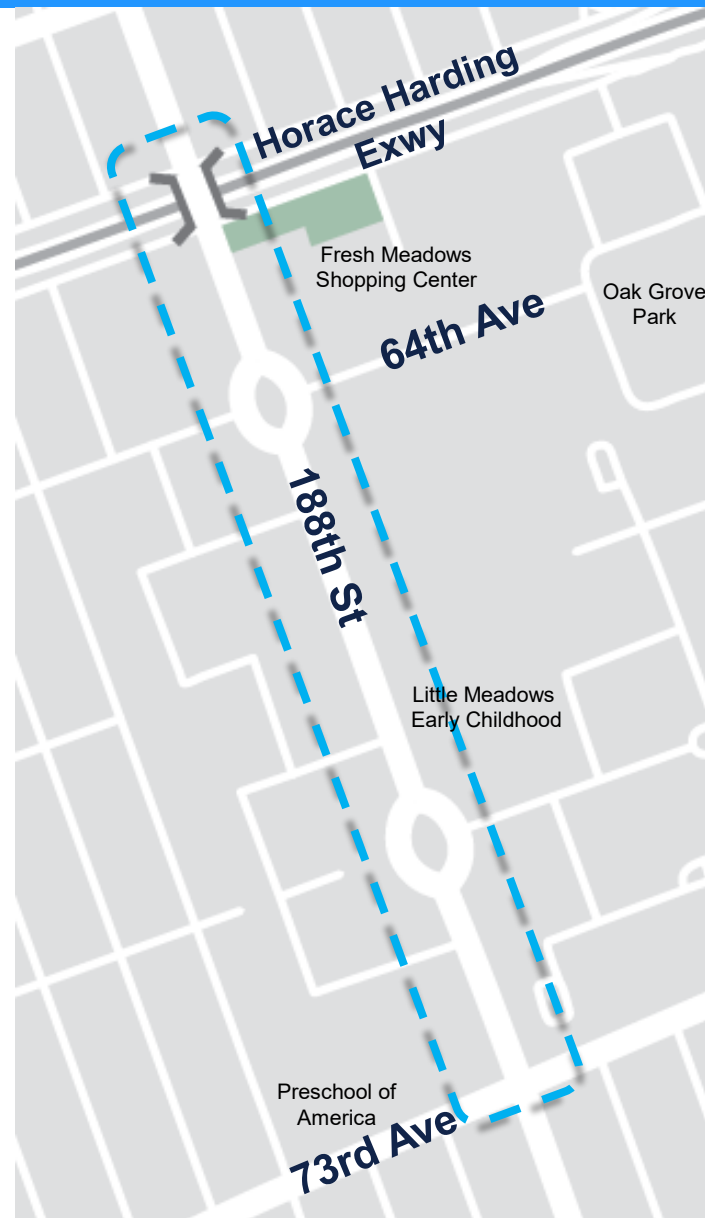 Horace Harding
Exwy
Fresh Meadows
Shopping Center
Oak Grove
Park
64th Ave
188th St
Little Meadows
Early Childhood
Preschool of
America
73rd Ave